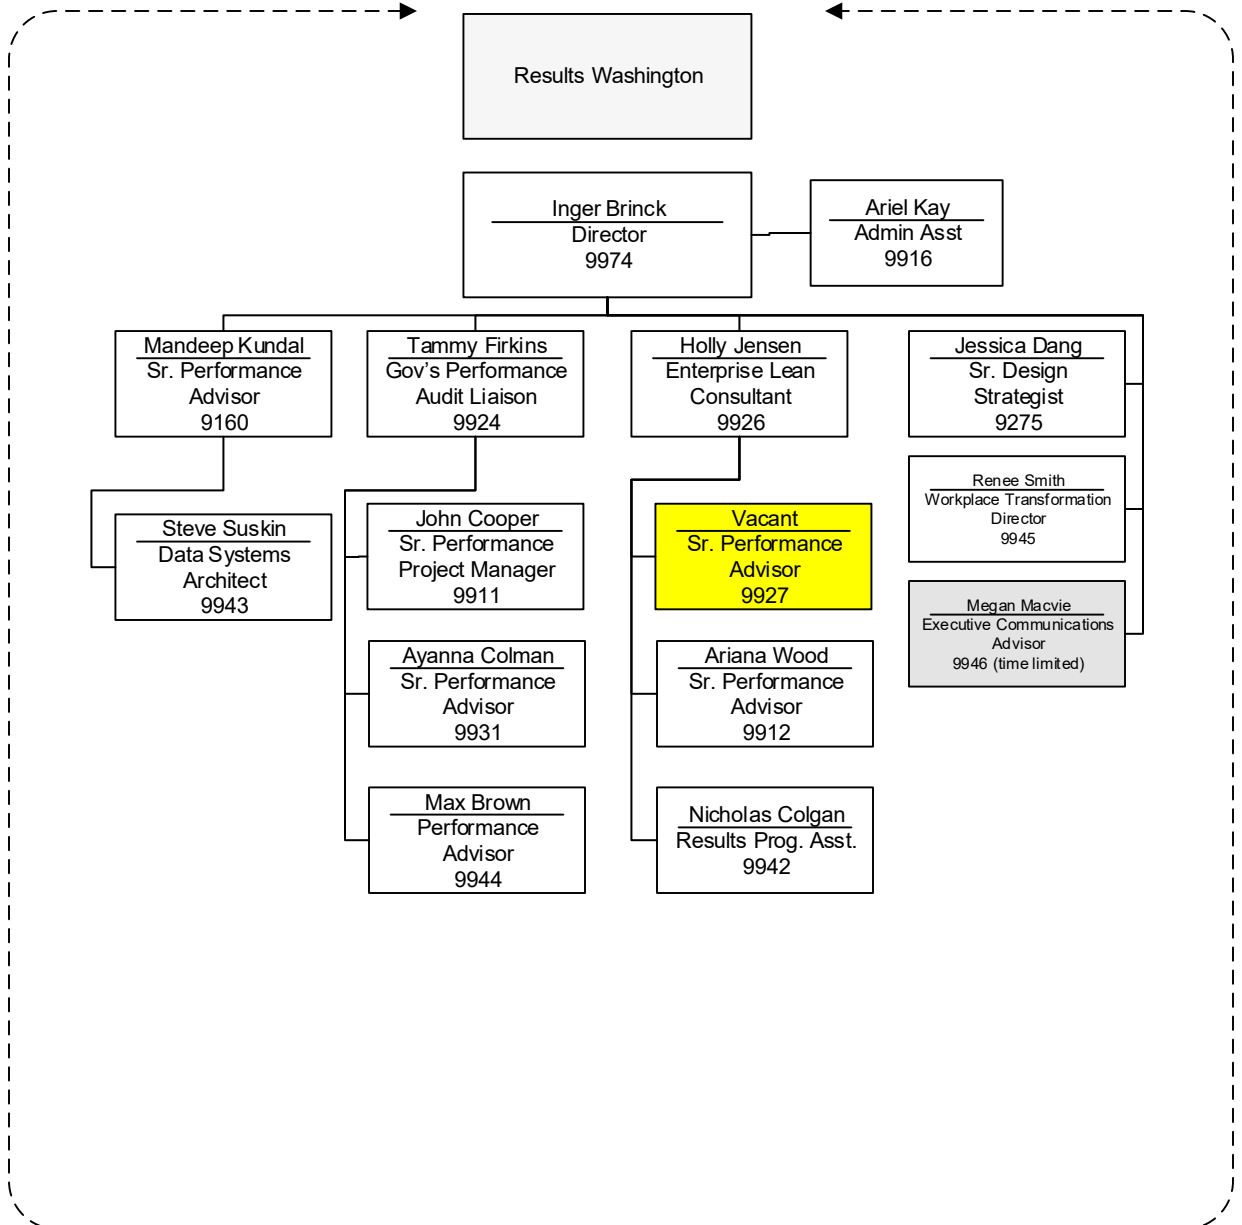 Results Washington
Inger Brinck
Director
9974
Ariel Kay
Admin Asst
9916
Mandeep Kundal
Sr. Performance
Advisor
9160
Tammy Firkins
Gov's Performance
Audit Liaison
9924
Holly Jensen
Enterprise Lean
Consultant
9926
Jessica Dang
Sr. Design
Strategist
9275
Steve Suskin
Data Systems
Architect
9943
John Cooper
Sr. Performance
Project Manager
9911
Vacant
Sr. Performance
Advisor
9927
Renee Smith
Workplace Transformation
Director
9945
Ayanna Colman
Sr. Performance
Advisor
9931
Ariana Wood
Sr. Performance
Advisor
9912
Megan Macvie
Executive Communications
Advisor
9946 (time limited)
Max Brown
Performance
Advisor
9944
Nicholas Colgan
Results Prog. Asst.
9942